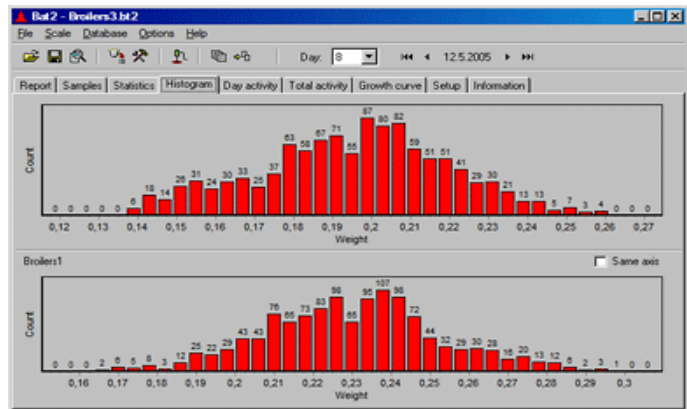 Bat2 - Broilers3.bt2
File Scale Database Options Help
Day: 8 12.5.2005
Report Samples Statistics Histogram Day activity Total activity Growth curve Setup Information
Count
0 0 0 0 6 18 14 26 31 24 30 33 25 37 63 58 67 71 55 87 80 82 59 51 51 41 29 30 21 13 13 5 7 3 4 0 0 0
0,12 0,13 0,14 0,15 0,16 0,17 0,18 0,19 0,2 0,21 0,22 0,23 0,24 0,25 0,26 0,27
Weight
Broilers1 Same axis
Count
0 0 0 2 6 5 8 3 12 25 22 29 43 43 76 66 73 83 98 65 95 107 98 72 44 32 29 30 28 16 20 13 12 6 2 3 1 0 0
0,16 0,17 0,18 0,19 0,2 0,21 0,22 0,23 0,24 0,25 0,26 0,27 0,28 0,29 0,3
Weight